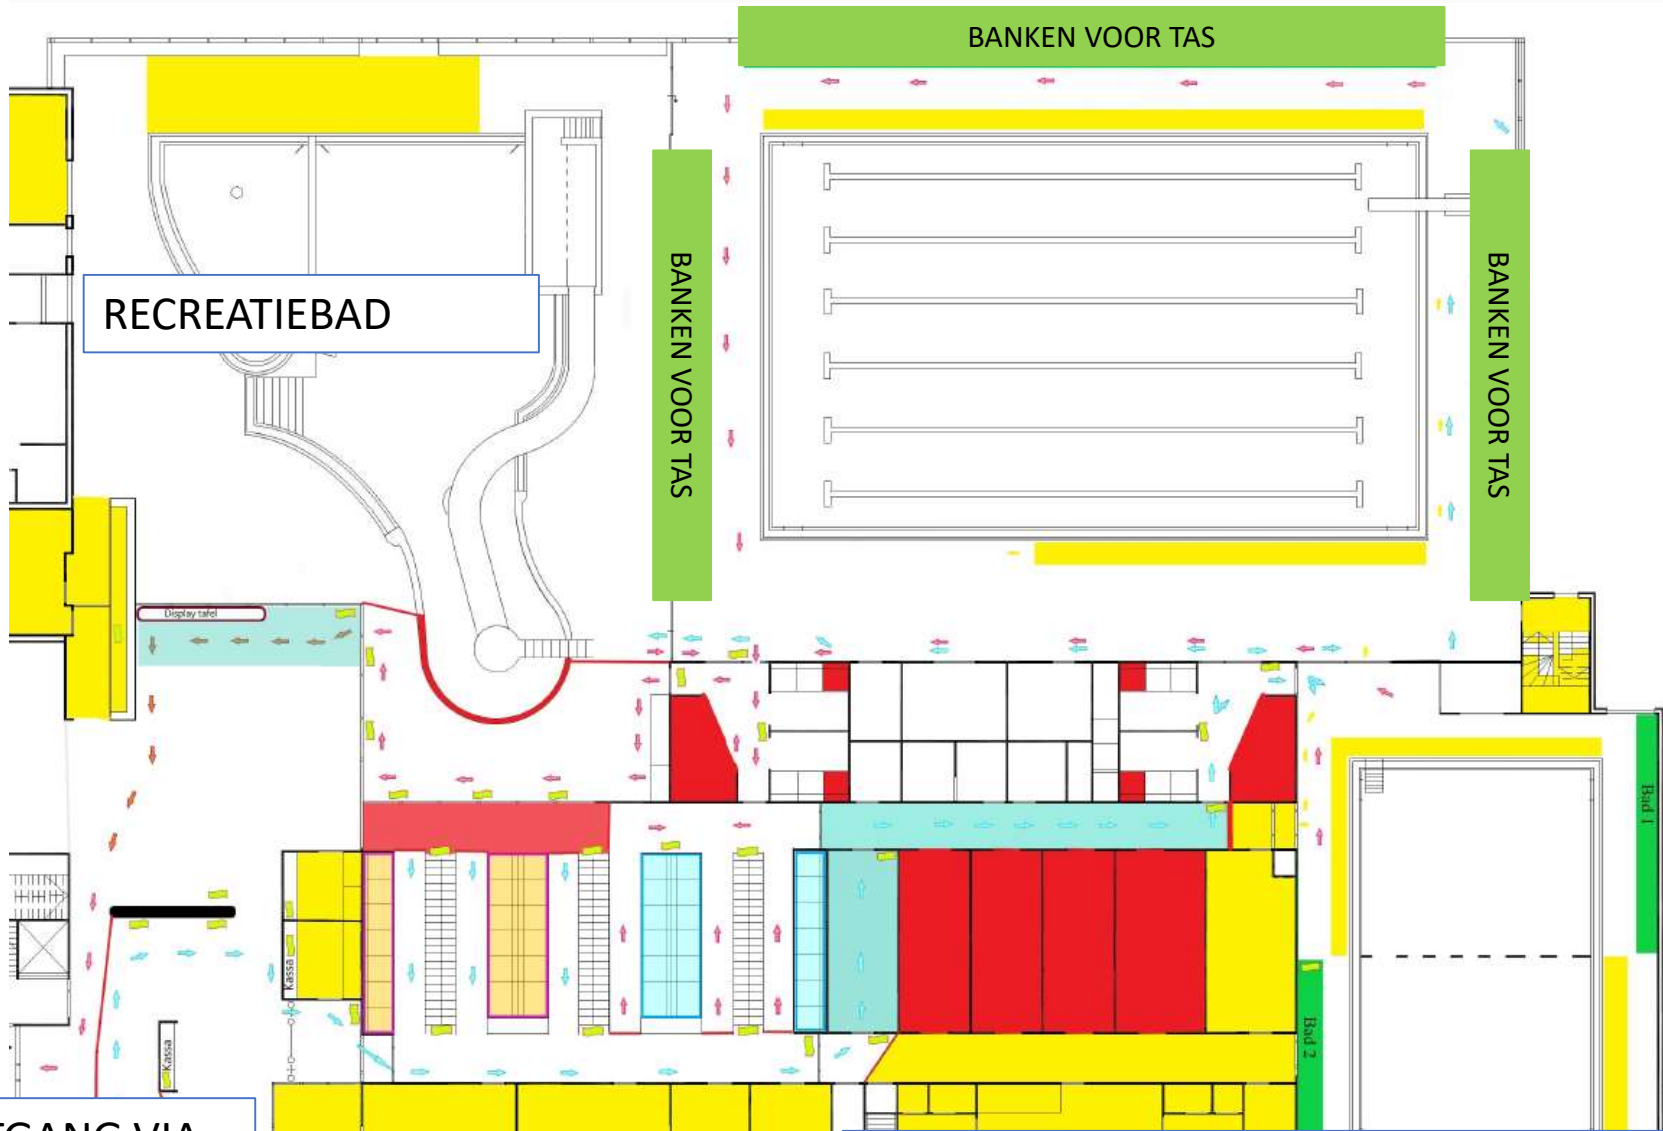 BANKEN VOOR TAS
RECREATIEBAD
BANKEN VOOR TAS
BANKEN VOOR TAS
Display tafel
Bad 1
Kassa
Bad 2
Kassa